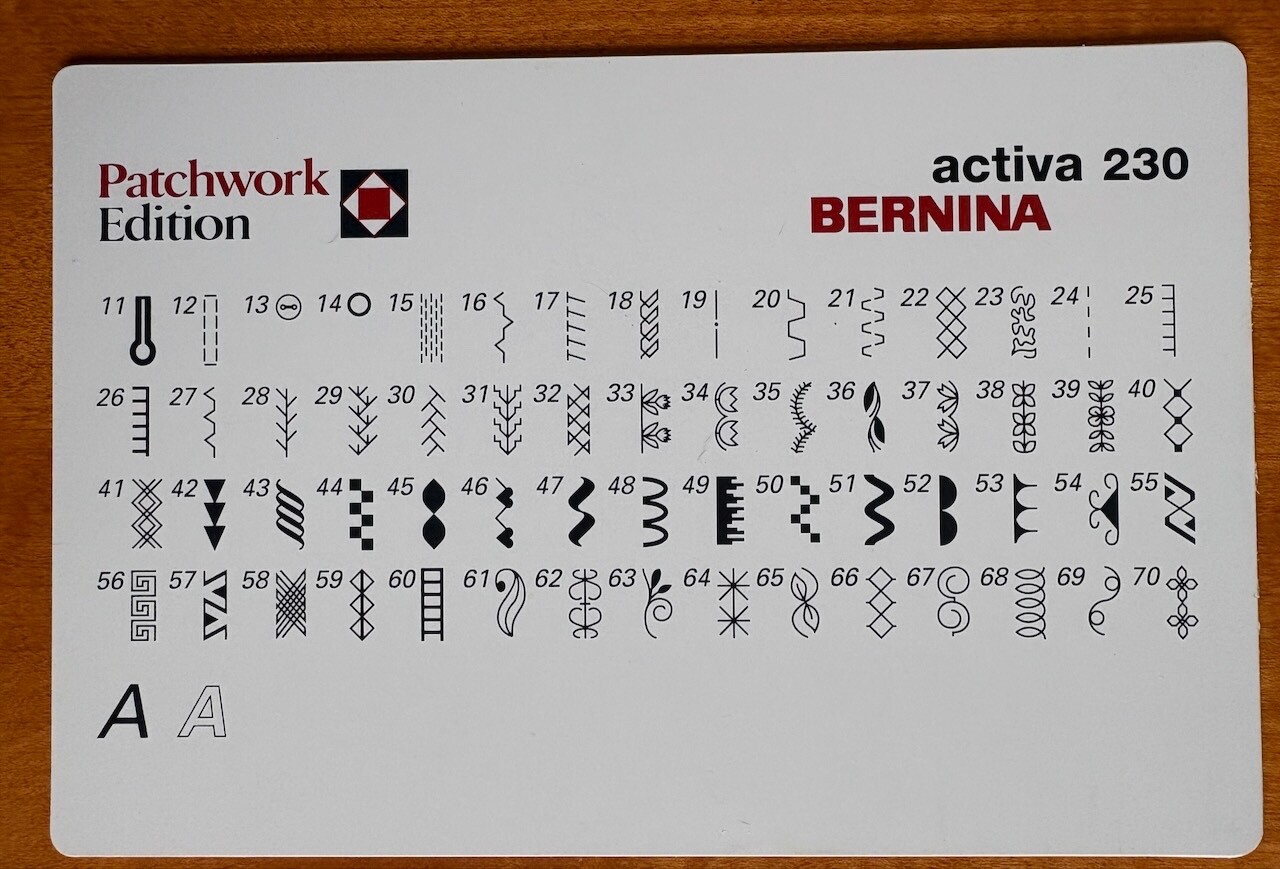 Patchwork
Edition
activa 230
BERNINA
11 12 13 14 15 16 17 18 19 20 21 22 23 24 25
26 27 28 29 30 31 32 33 34 35 36 37 38 39 40
41 42 43 44 45 46 47 48 49 50 51 52 53 54 55
56 57 58 59 60 61 62 63 64 65 66 67 68 69 70
A A